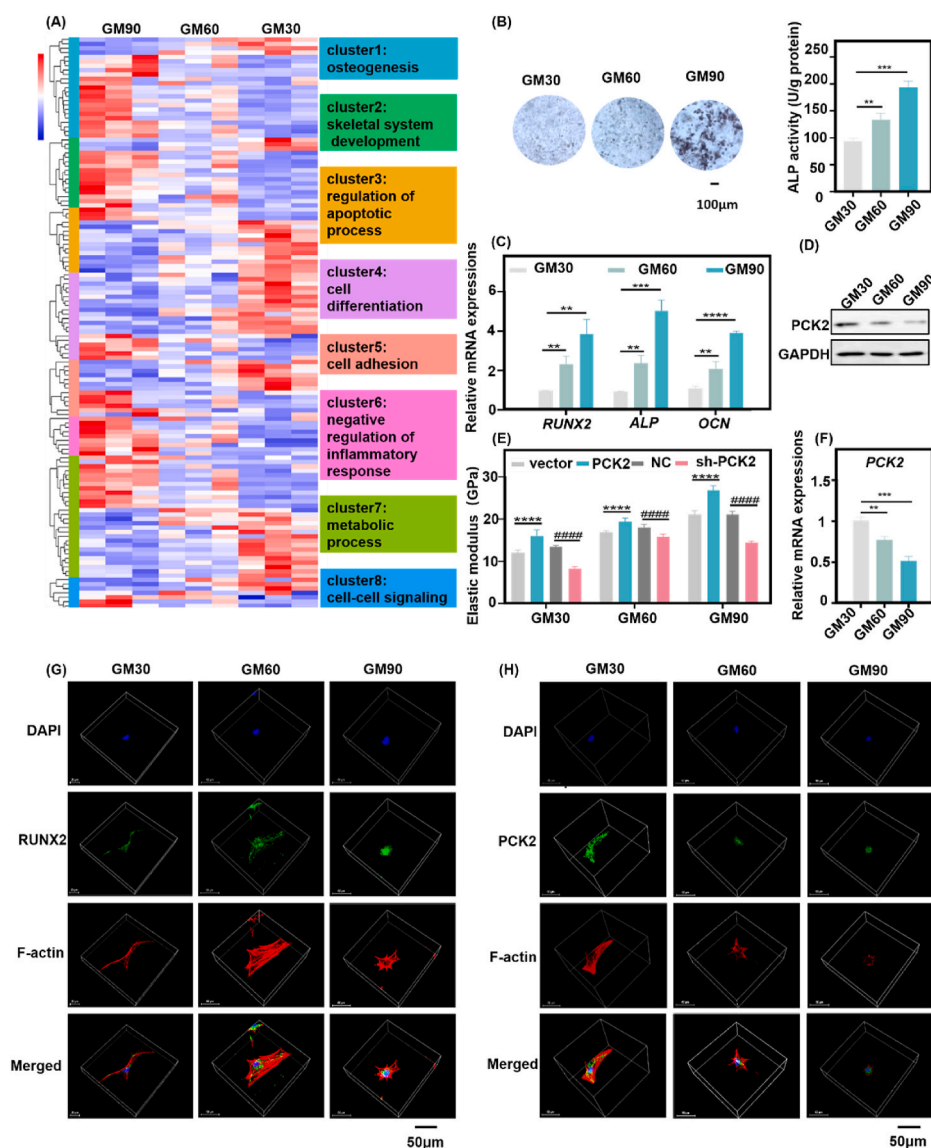 (A)
GM90 GM60 GM30
cluster1:
osteogenesis
cluster2:
skeletal system
development
cluster3:
regulation of
apoptotic
process
cluster4:
cell
differentiation
cluster5:
cell adhesion
cluster6:
negative
regulation of
inflammatory
response
cluster7:
metabolic
process
cluster8:
cell-cell signaling
(B)
GM30 GM60 GM90
100μm
ALP activity (U/g protein)
250
200
150
100
50
0
***
**
GM30 GM60 GM90
(C)
GM30 GM60 GM90
Relative mRNA expressions
6
4
2
0
** *** ****
** ** **
RUNX2 ALP OCN
(D)
GM30 GM60 GM90
PCK2
GAPDH
(E)
vector PCK2 NC sh-PCK2
Elastic modulus (GPa)
30
20
10
0
**** #### **** #### **** ####
GM30 GM60 GM90
(F)
PCK2
Relative mRNA expressions
1.5
1
0.5
0
***
**
GM30 GM60 GM90
(G)
GM30 GM60 GM90
DAPI
RUNX2
F-actin
Merged
50μm
(H)
GM30 GM60 GM90
DAPI
PCK2
F-actin
Merged
50μm